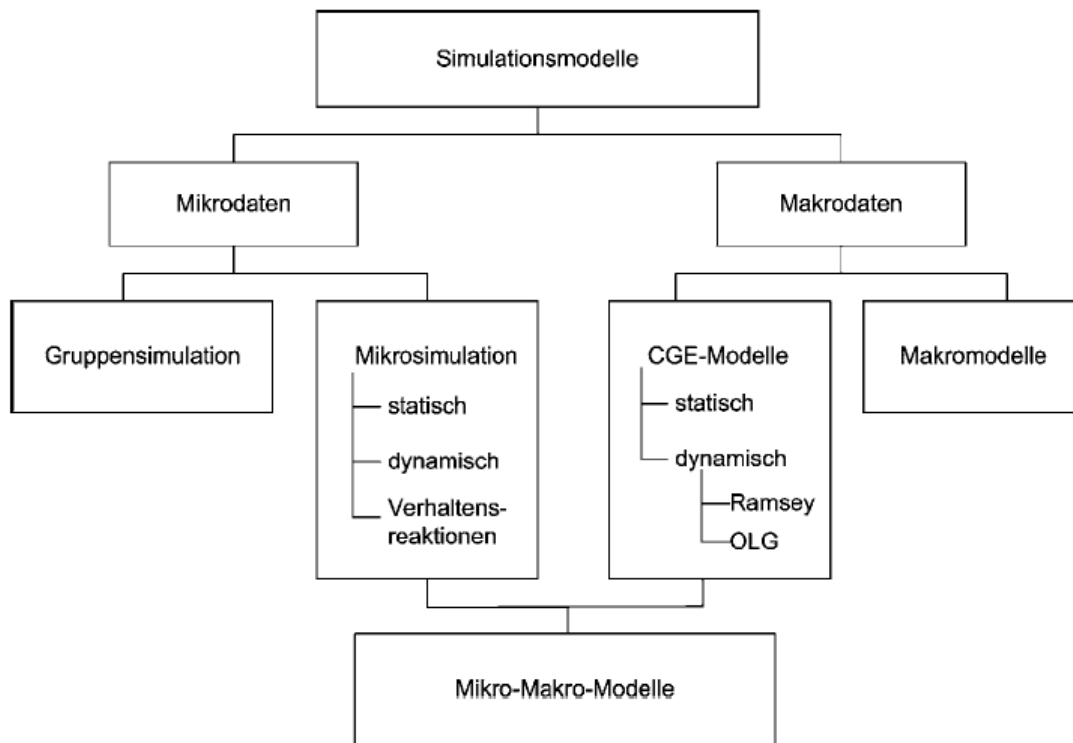 Simulationsmodelle
Mikrodaten
Makrodaten
Gruppensimulation
Mikrosimulation
statisch
dynamisch
Verhaltens-
reaktionen
CGE-Modelle
statisch
dynamisch
Ramsey
OLG
Makromodelle
Mikro-Makro-Modelle